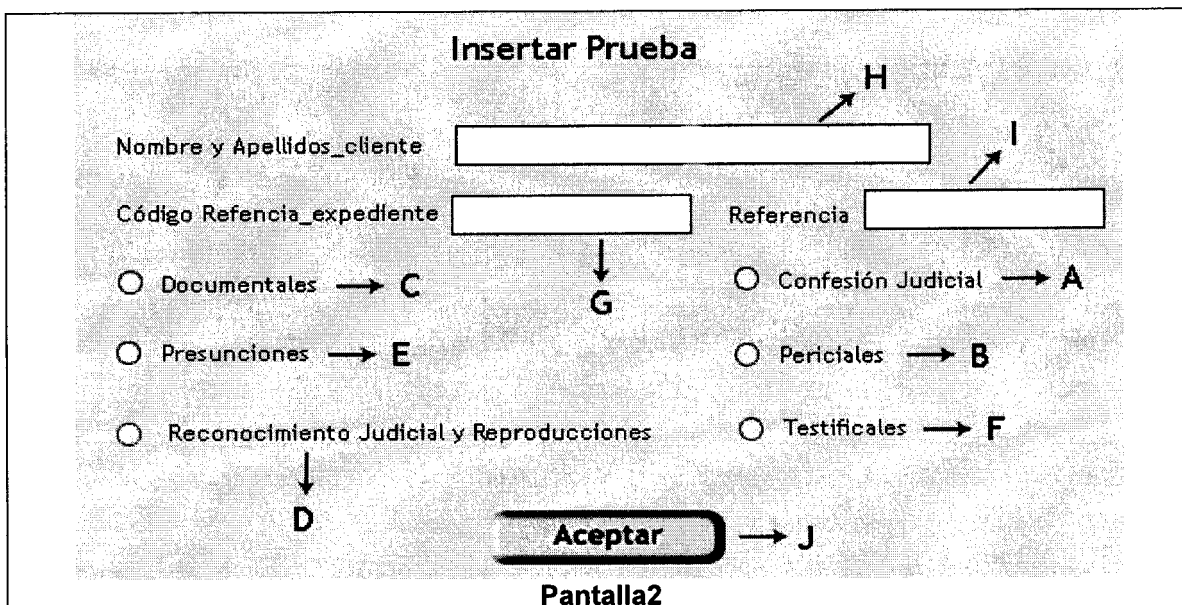 Insertar Prueba
H
Nombre y Apellidos_cliente
I
Código Refencia_expediente
Referencia
Documentales → C
G
Confesión Judicial → A
Presunciones → E
Periciales → B
Reconocimiento Judicial y Reproducciones
Testificales → F
D
Aceptar → J
Pantalla2